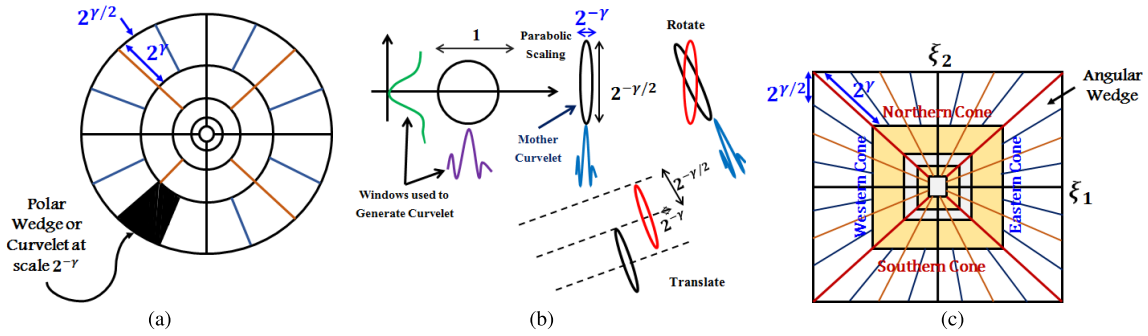 2^{γ/2}
2^γ
Polar
Wedge or
Curvelet at
scale 2^{-γ}
(a)
1
Parabolic
Scaling
2^{-γ}
2^{-γ/2}
Rotate
Mother
Curvelet
Windows used to
Generate Curvelet
2^{-γ/2}
2^{-γ}
Translate
(b)
ξ_2
2^{γ/2}
2^γ
Angular
Wedge
Northern Cone
Western Cone
Eastern Cone
ξ_1
Southern Cone
(c)